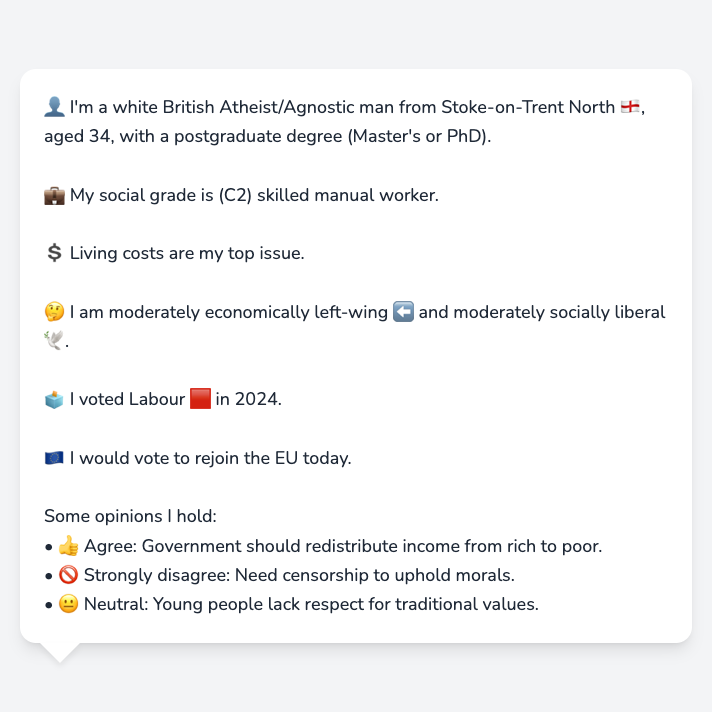 👤 I'm a white British Atheist/Agnostic man from Stoke-on-Trent North 🏴󠁧󠁢󠁥󠁮󠁧󠁿,
aged 34, with a postgraduate degree (Master's or PhD).
💼 My social grade is (C2) skilled manual worker.
💲 Living costs are my top issue.
🤔 I am moderately economically left-wing ⬅️ and moderately socially liberal
🕊️.
🗳️ I voted Labour 🟥 in 2024.
🇪🇺 I would vote to rejoin the EU today.
Some opinions I hold:
• 👍 Agree: Government should redistribute income from rich to poor.
• 🚫 Strongly disagree: Need censorship to uphold morals.
• 😐 Neutral: Young people lack respect for traditional values.